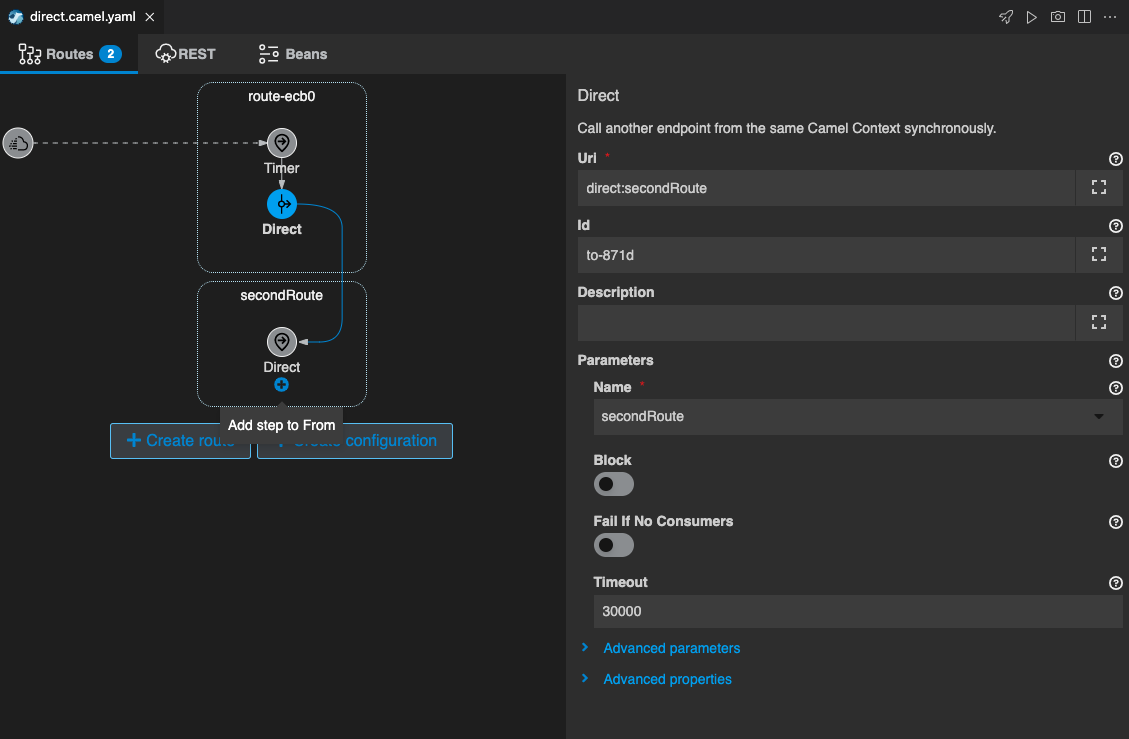 direct.camel.yaml
Routes 2
REST
Beans
route-ecb0
Timer
Direct
secondRoute
Direct
Add step to From
Create route
Create configuration
Direct
Call another endpoint from the same Camel Context synchronously.
Uri *
direct:secondRoute
Id
to-871d
Description
Parameters
Name *
secondRoute
Block
Fail If No Consumers
Timeout
30000
Advanced parameters
Advanced properties